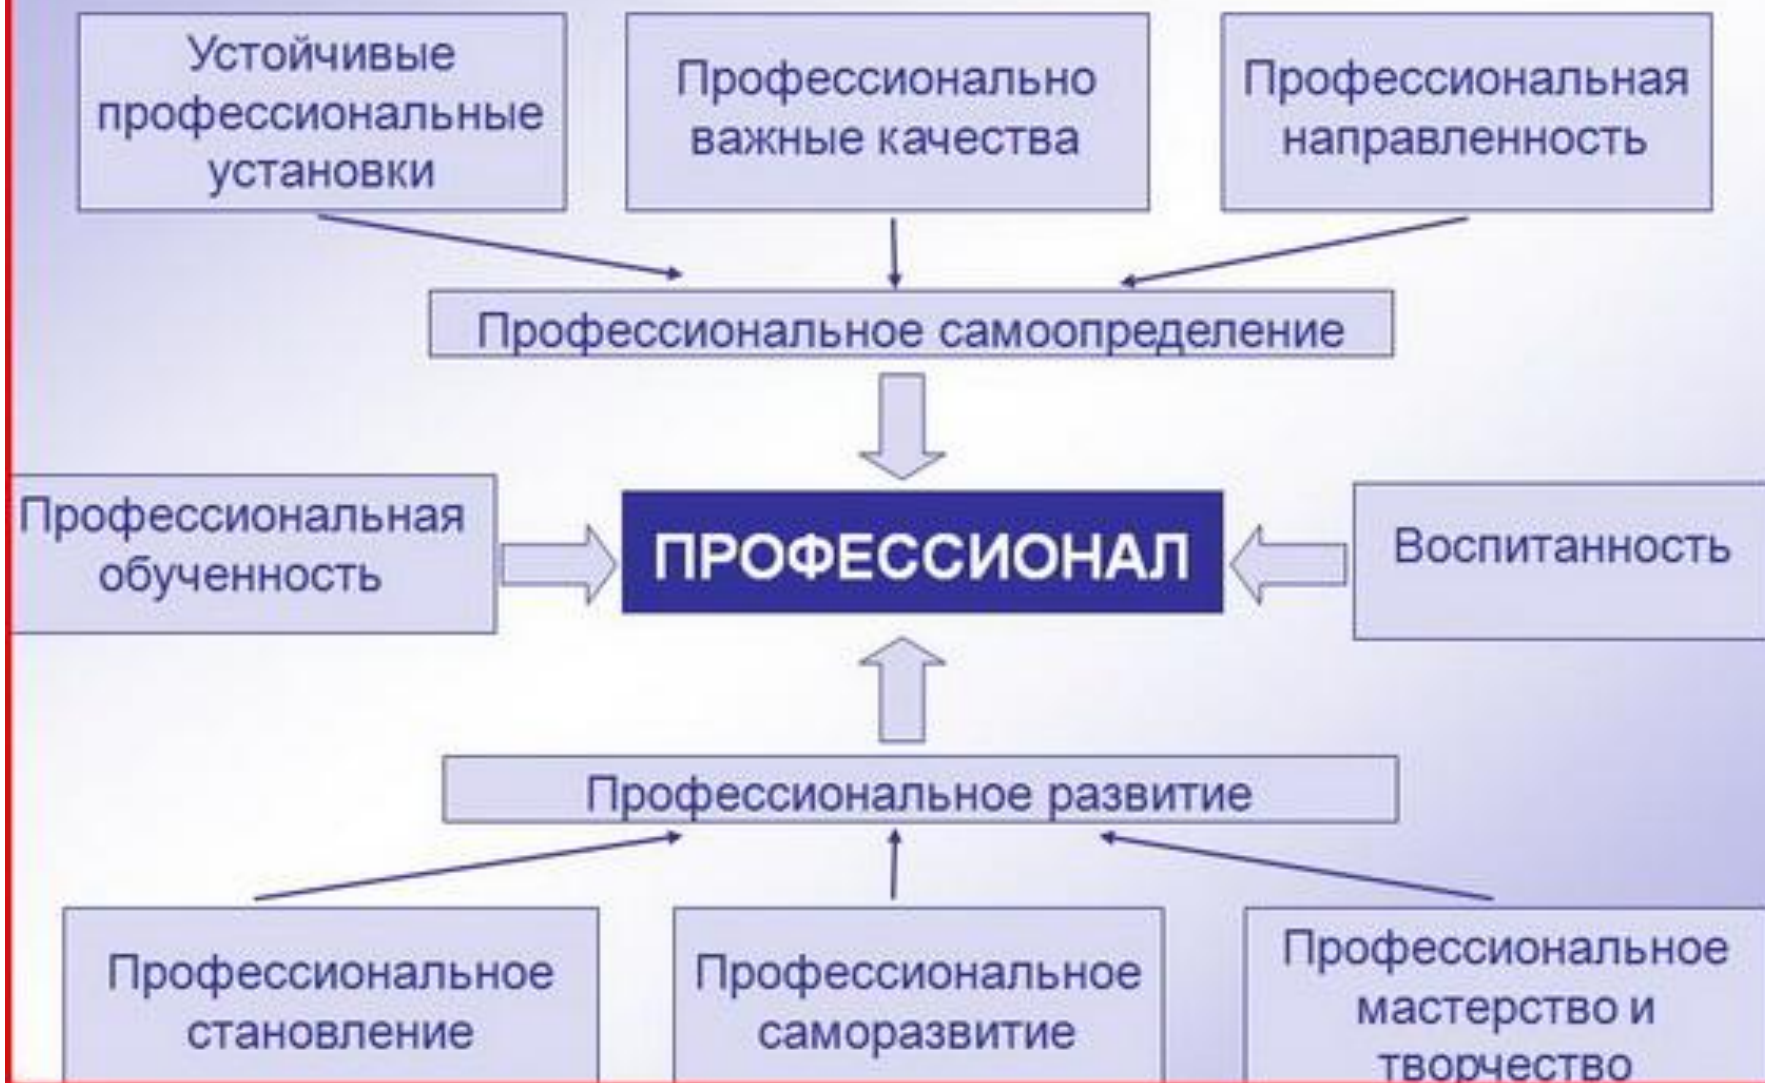 Устойчивые
профессиональные
установки
Профессионально
важные качества
Профессиональная
направленность
Профессиональное самоопределение
Профессиональная
обученность
ПРОФЕССИОНАЛ
Воспитанность
Профессиональное развитие
Профессиональное
становление
Профессиональное
саморазвитие
Профессиональное
мастерство и
творчество